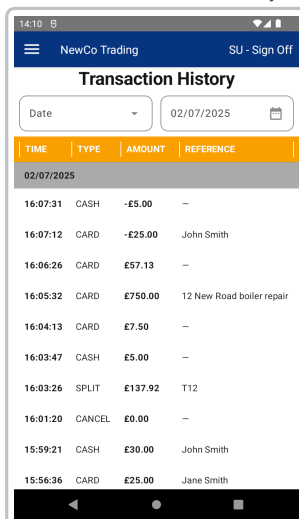 14:10
NewCo Trading SU - Sign Off
Transaction History
Date 02/07/2025
TIME TYPE AMOUNT REFERENCE
02/07/2025
16:07:31 CASH -£5.00 —
16:07:12 CARD -£25.00 John Smith
16:06:26 CARD £57.13 —
16:05:32 CARD £750.00 12 New Road boiler repair
16:04:13 CARD £7.50 —
16:03:47 CASH £5.00 —
16:03:26 SPLIT £137.92 T12
16:01:20 CANCEL £0.00 —
15:59:21 CASH £30.00 John Smith
15:56:36 CARD £25.00 Jane Smith